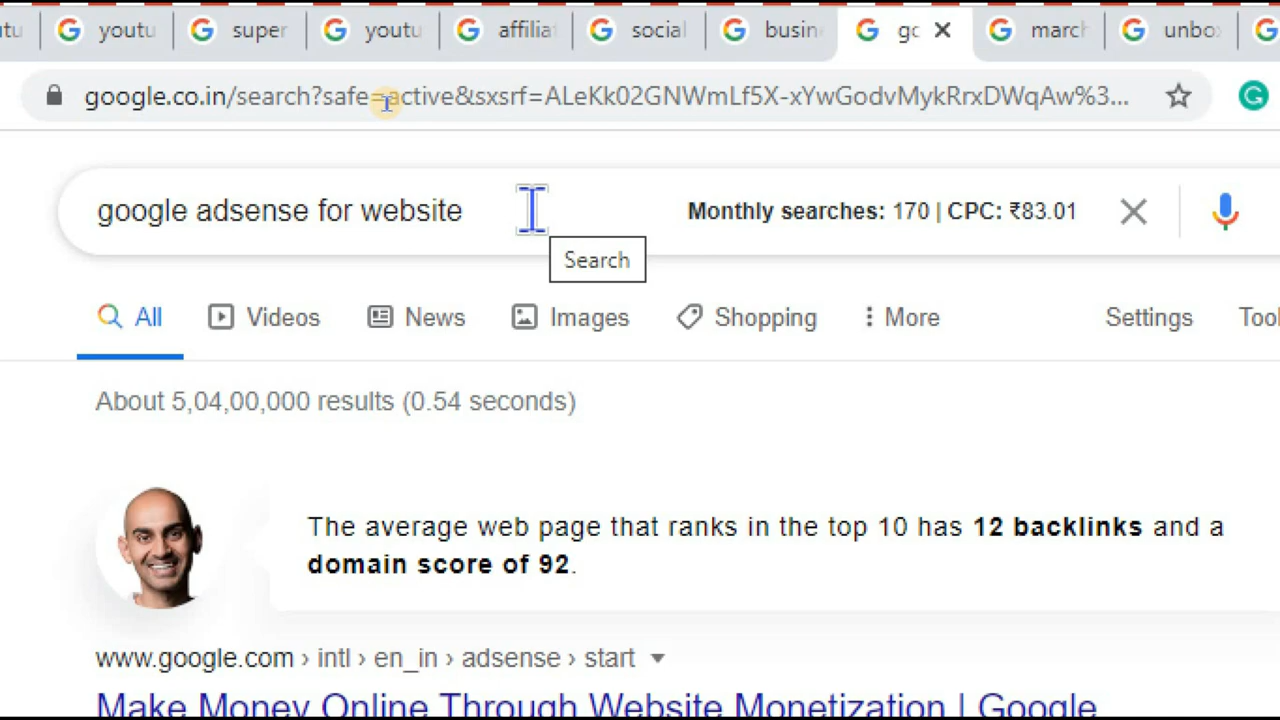 youtu super youtu affilia social busin go marc unbo
google.co.in/search?safe=active&sxsrf=ALeKk02GNWmLf5X-xYwGodvMykRrxDWqAw%3...
google adsense for website Monthly searches: 170 | CPC: ₹83.01
Search
All Videos News Images Shopping More Settings Tool
About 5,04,00,000 results (0.54 seconds)
The average web page that ranks in the top 10 has 12 backlinks and a
domain score of 92.
www.google.com › intl › en_in › adsense › start
Make Money Online Through Website Monetization | Google